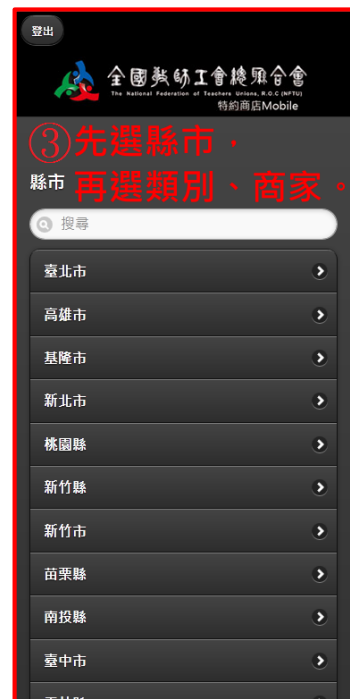 登出
全國教師工會總聯合會
The National Federation of Teachers Unions, R.O.C (NFTU)
特約商店Mobile
③先選縣市，
縣市 再選類別、商家。
搜尋
臺北市
高雄市
基隆市
新北市
桃園縣
新竹縣
新竹市
苗栗縣
南投縣
臺中市